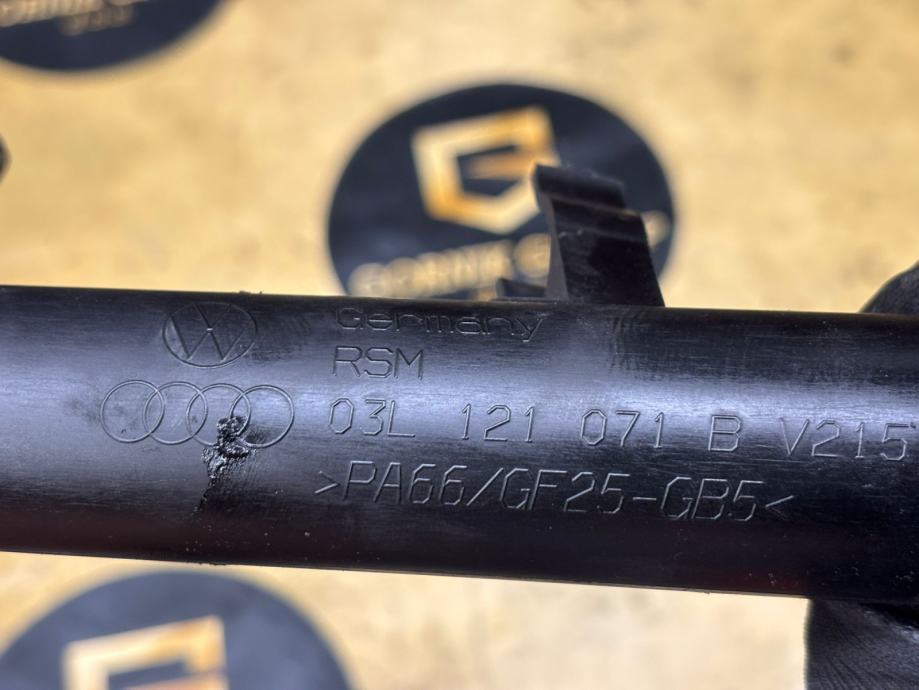 Germany
RSM
03L 121 071 B V215
>PA66/GF25-GB5<